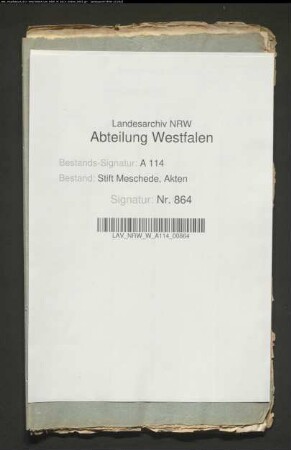 Landesarchiv NRW
Abteilung Westfalen
Bestands-Signatur: A 114
Bestand: Stift Meschede, Akten
Signatur: Nr. 864
LAV_NRW_W_A114_00864